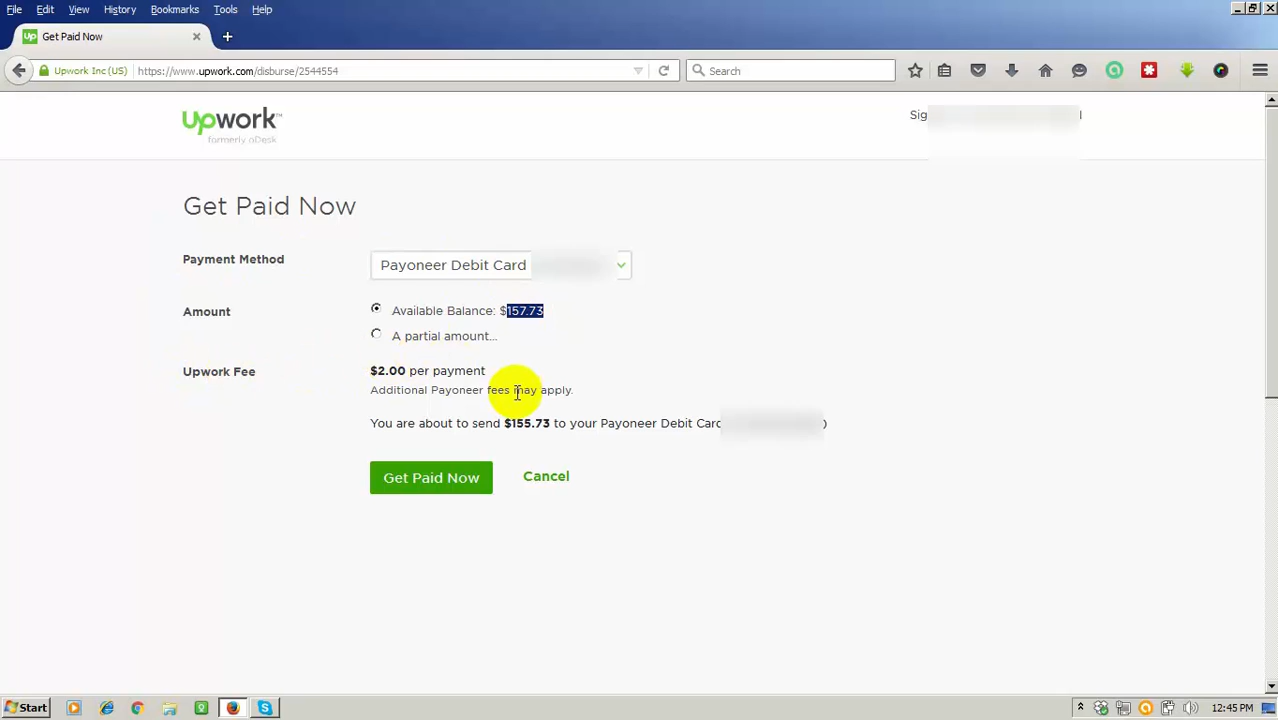 File Edit View History Bookmarks Tools Help
Up Get Paid Now
Upwork Inc (US) https://www.upwork.com/disburse/2544554 Search
Upwork
formerly oDesk
Sig
Get Paid Now
Payment Method Payoneer Debit Card
Amount Available Balance: $157.73
A partial amount...
Upwork Fee $2.00 per payment
Additional Payoneer fees may apply.
You are about to send $155.73 to your Payoneer Debit Card )
Get Paid Now Cancel
Start 12:45 PM